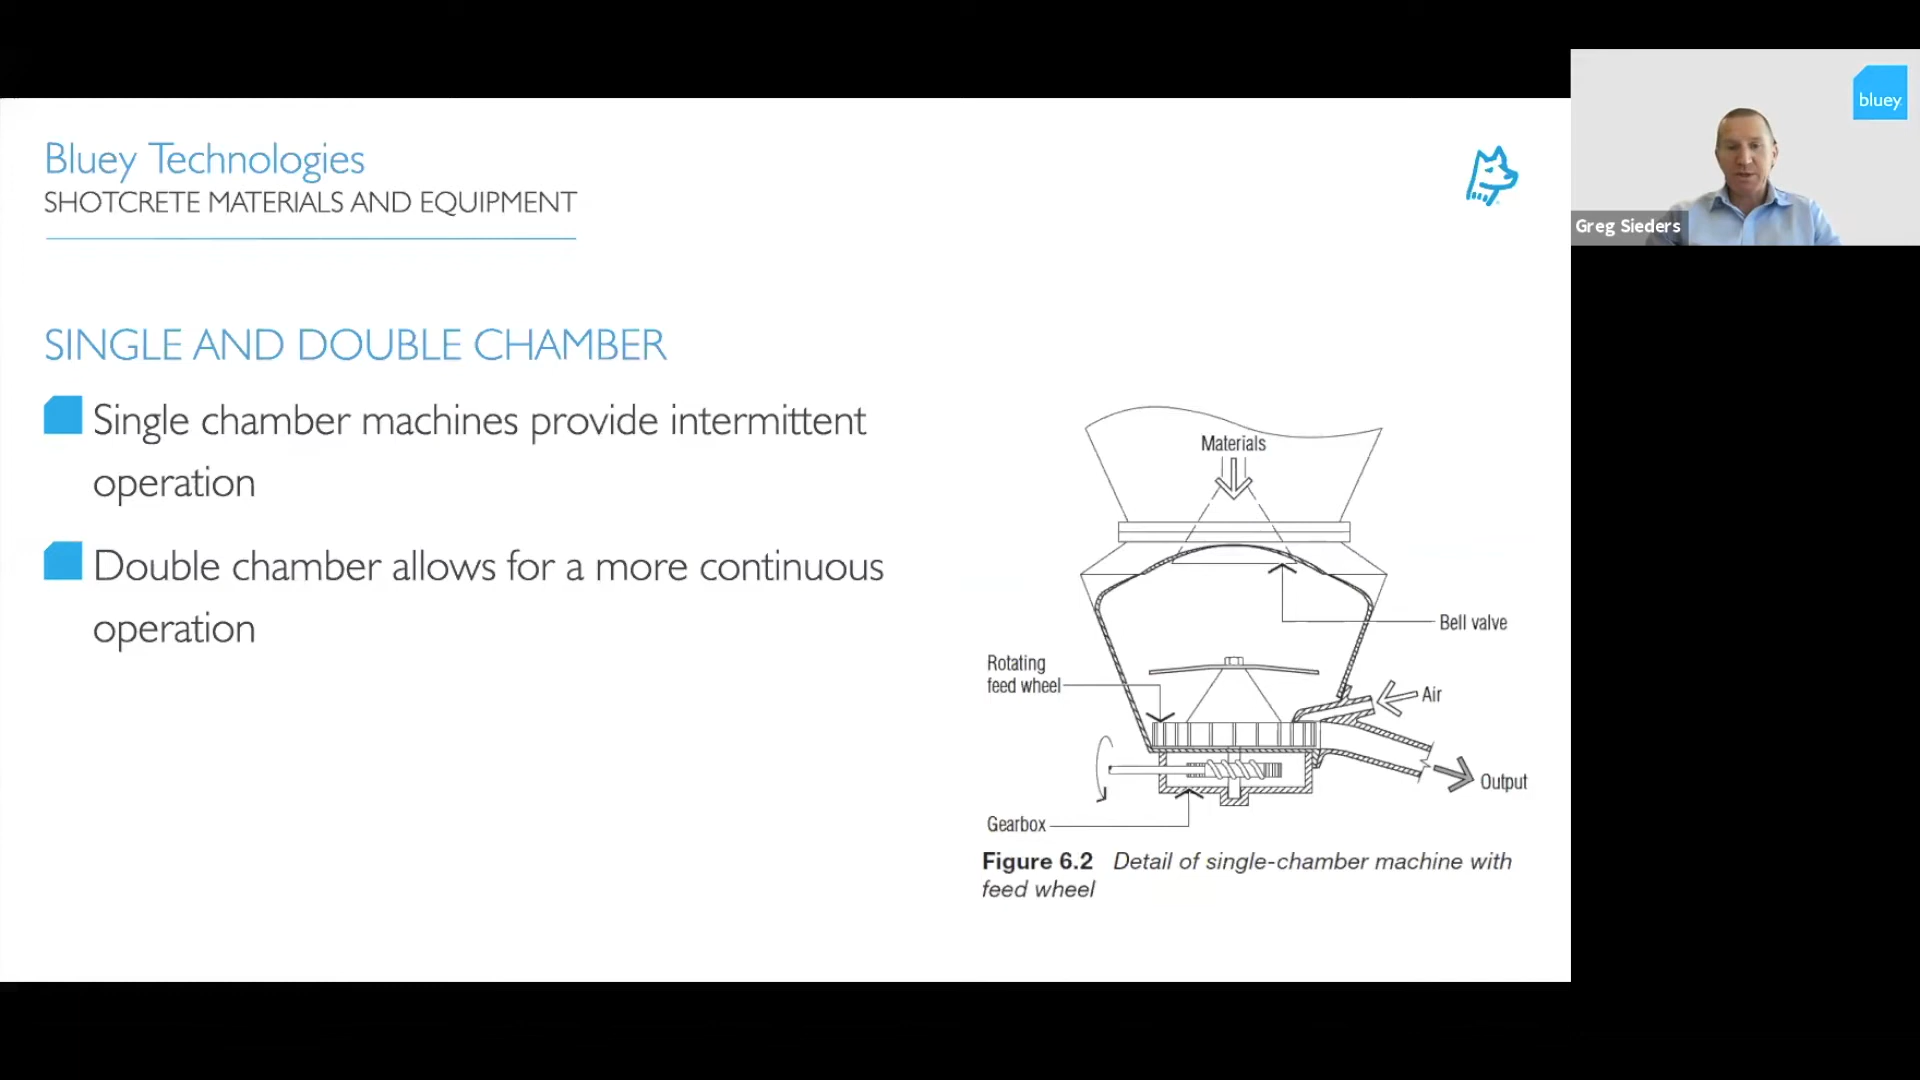 Bluey Technologies
SHOTCRETE MATERIALS AND EQUIPMENT
bluey
Greg Sieders
SINGLE AND DOUBLE CHAMBER
Single chamber machines provide intermittent
operation
Double chamber allows for a more continuous
operation
Materials
Bell valve
Rotating
feed wheel
Air
Output
Gearbox
Figure 6.2 Detail of single-chamber machine with
feed wheel